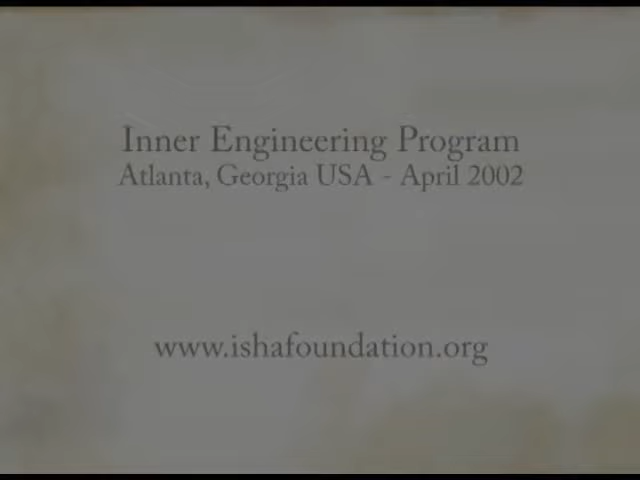 Inner Engineering Program
Atlanta, Georgia USA - April 2002
www.ishafoundation.org